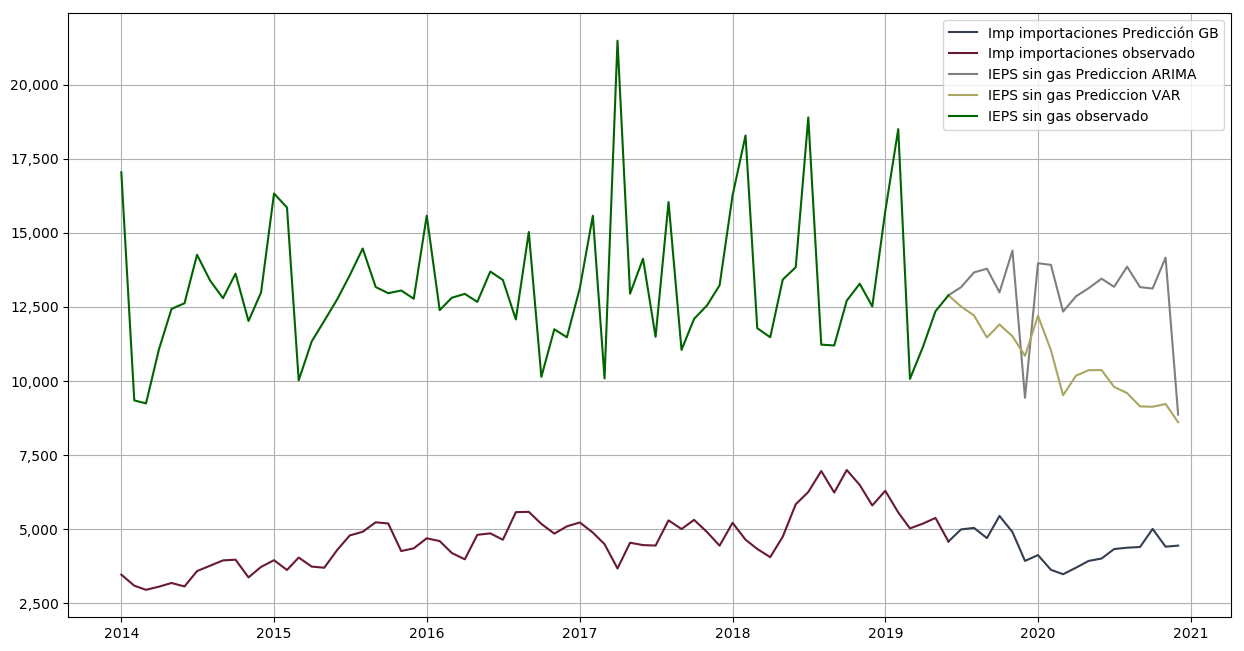 Imp importaciones Predicción GB
Imp importaciones observado
IEPS sin gas Prediccion ARIMA
IEPS sin gas Prediccion VAR
IEPS sin gas observado
20,000
17,500
15,000
12,500
10,000
7,500
5,000
2,500
2014 2015 2016 2017 2018 2019 2020 2021